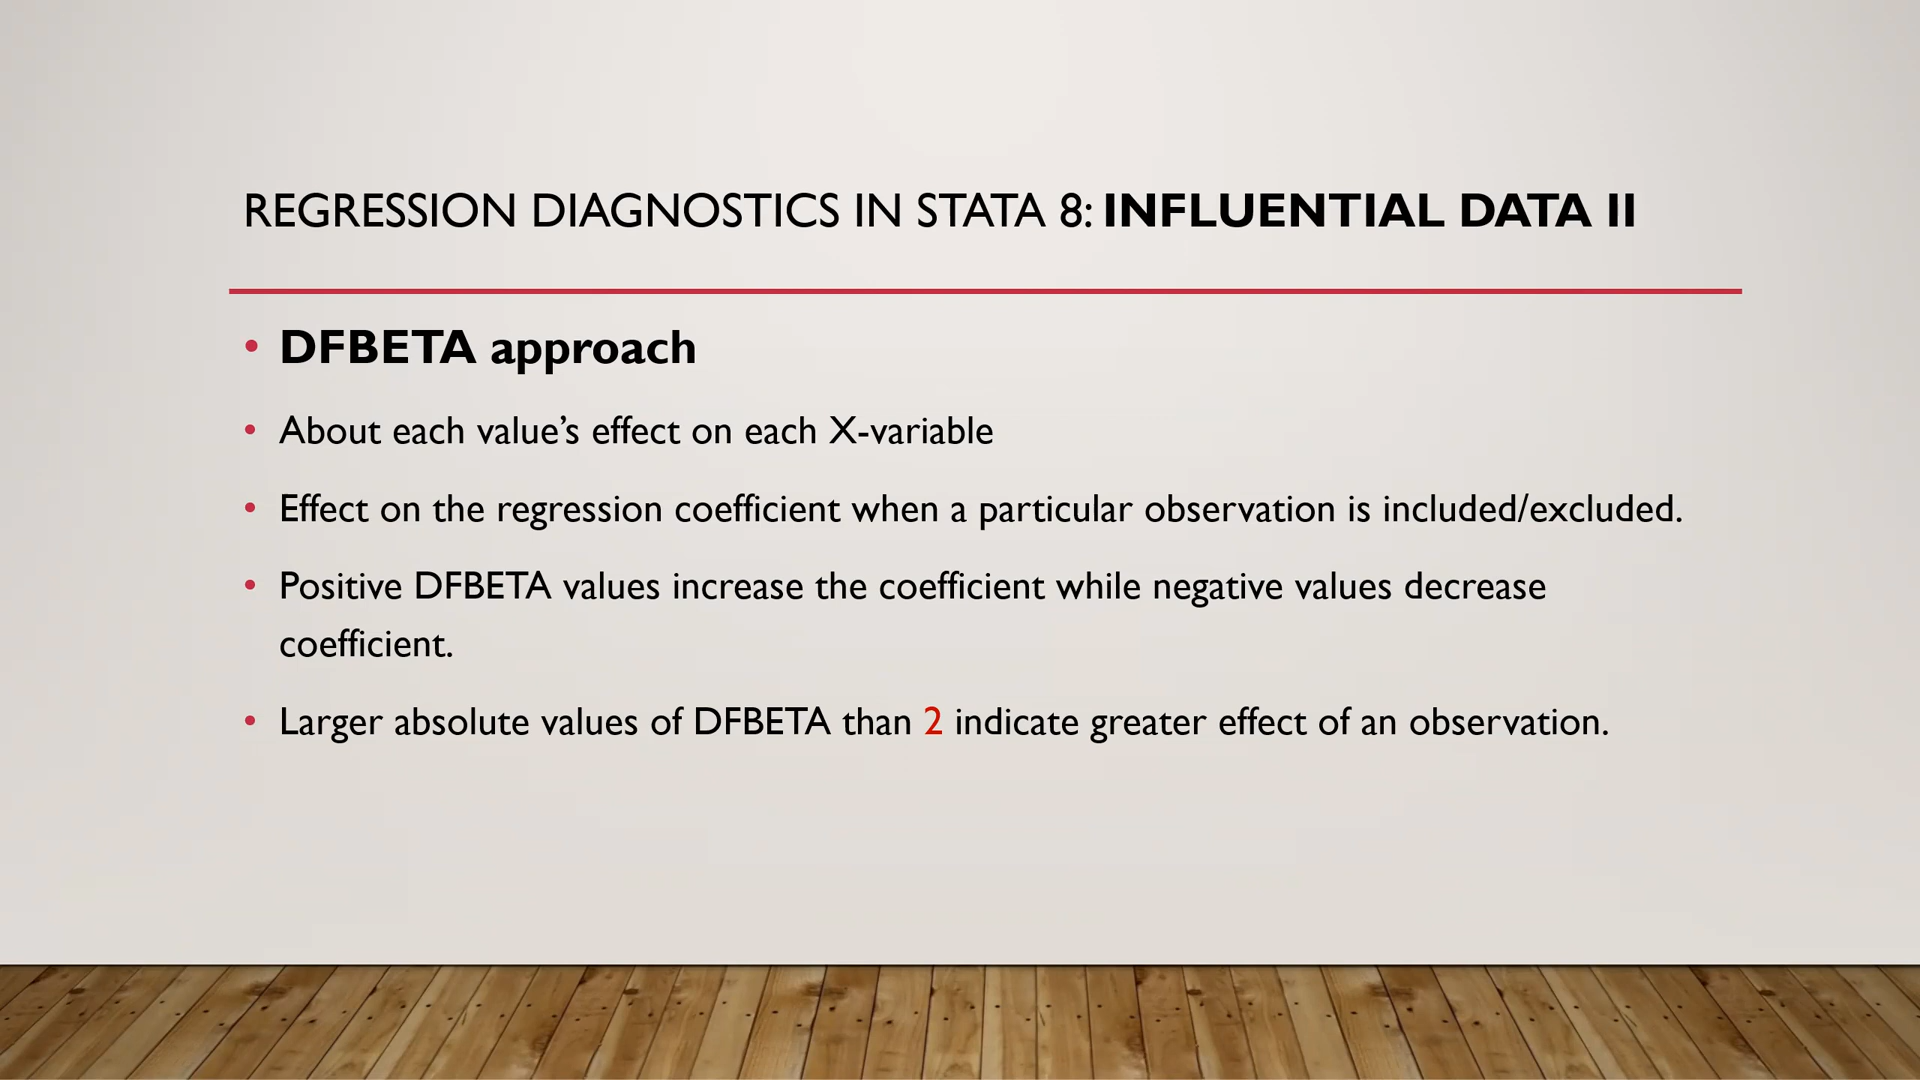 REGRESSION DIAGNOSTICS IN STATA 8: INFLUENTIAL DATA II
• DFBETA approach
• About each value’s effect on each X-variable
• Effect on the regression coefficient when a particular observation is included/excluded.
• Positive DFBETA values increase the coefficient while negative values decrease
coefficient.
• Larger absolute values of DFBETA than 2 indicate greater effect of an observation.